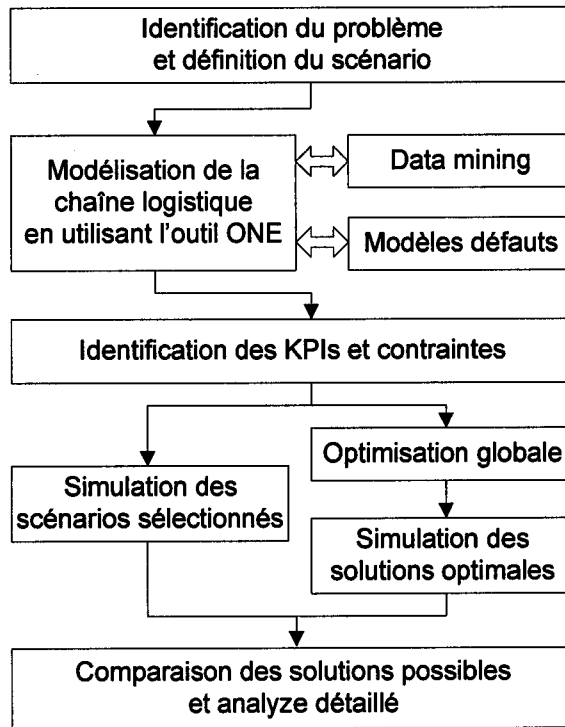 Identification du problème
et définition du scénario
Modélisation de la
chaîne logistique
en utilisant l'outil ONE
Data mining
Modèles défauts
Identification des KPIs et contraintes
Simulation des
scénarios sélectionnés
Optimisation globale
Simulation des
solutions optimales
Comparaison des solutions possibles
et analyze détaillé